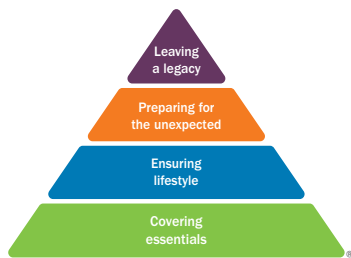 Leaving
a legacy
Preparing for
the unexpected
Ensuring
lifestyle
Covering
essentials
®